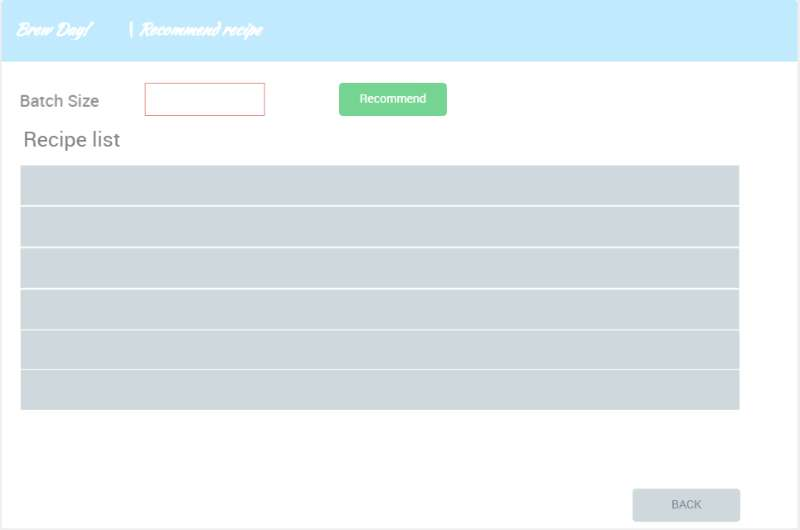 Brew Day! | Recommend recipe
Batch Size Recommend
Recipe list
BACK